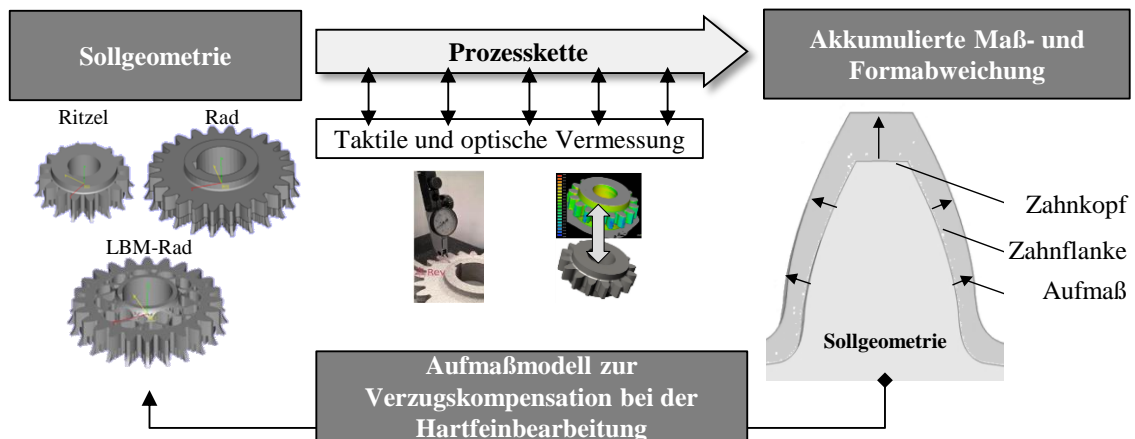 Sollgeometrie
Prozesskette
Akkumulierte Maß- und
Formabweichung
Ritzel
Rad
LBM-Rad
Taktile und optische Vermessung
Rev
Zahnkopf
Zahnflanke
Aufmaß
Sollgeometrie
Aufmaßmodell zur
Verzugskompensation bei der
Hartfeinbearbeitung